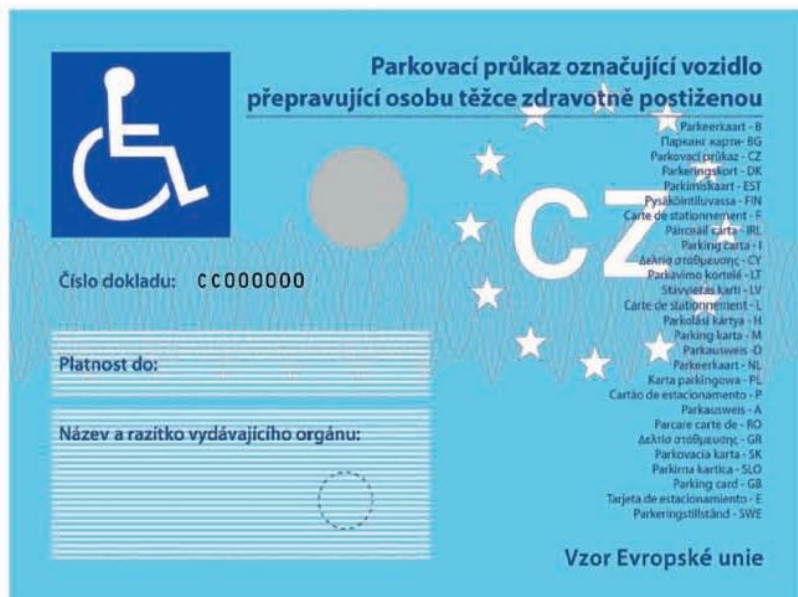 Parkovací průkaz označující vozidlo
přepravující osobu těžce zdravotně postiženou
Parkeerkaart - B
Паркинг карти- BG
Parkovací průkaz - CZ
Parkeringskort - DK
Parkimiskaart - EST
Pysäköintiluvassa - FIN
Carte de stationnement - F
Páirceáil cárta - IRL
Parking carta - I
Δελτίο στάθμευσης - CY
Parkavimo kortelė - LT
Stāvvietas karti - LV
Carte de stationnement - L
Parkolási kártya - H
Parking karta - M
Parkausweis -D
Parkeerkaart - NL
Karta parkingowa - PL
Cartão de estacionamento - P
Parkausweis - A
Parcare carte de - RO
Δελτίο στάθμευσης - GR
Parkovacia karta - SK
Parkirna kartica - SLO
Parking card - GB
Tarjeta de estacionamiento - E
Parkeringstillstånd - SWE
CZ
Číslo dokladu: CC000000
Platnost do:
Název a razítko vydávajícího orgánu:
Vzor Evropské unie